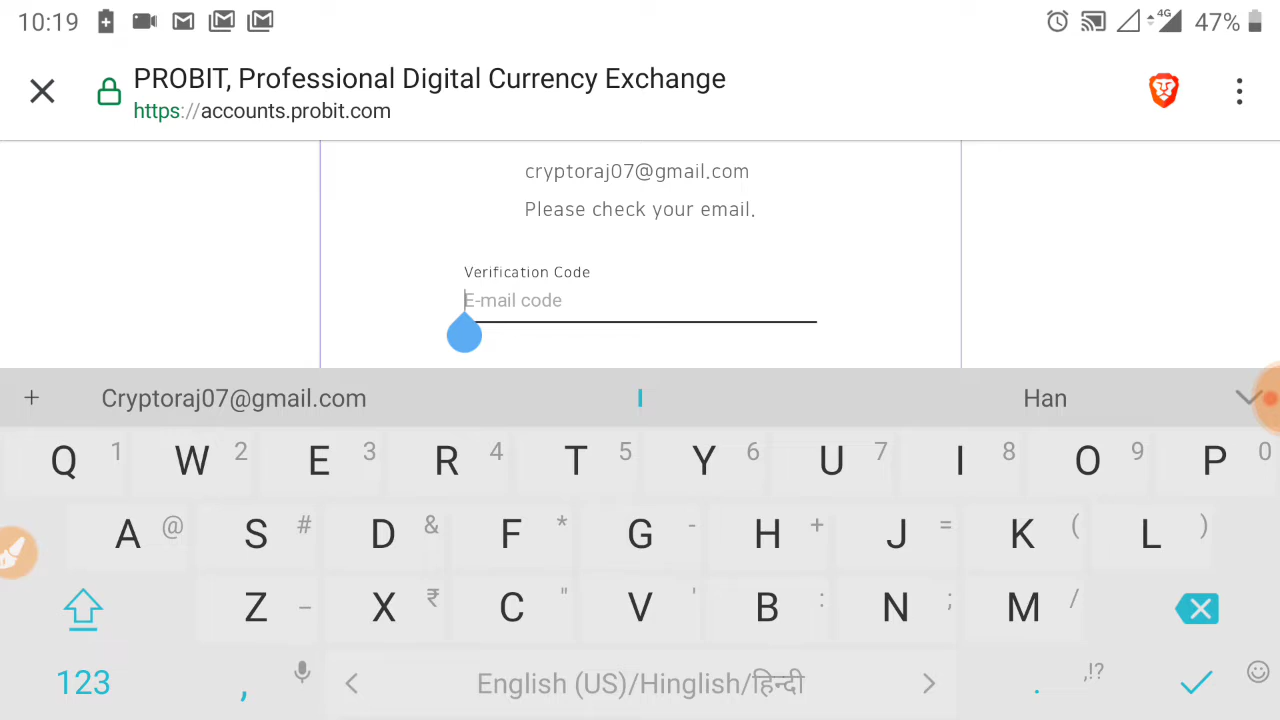 10:19 4G 47%
PROBIT, Professional Digital Currency Exchange
https://accounts.probit.com
cryptoraj07@gmail.com
Please check your email.
Verification Code
E-mail code
+ Cryptoraj07@gmail.com I Han
Q 1 W 2 E 3 R 4 T 5 Y 6 U 7 I 8 O 9 P 0
A @ S # D & F * G - H + J = K ( L )
Z _ X ₹ C " V ' B : N ; M /
123 , < English (US)/Hinglish/हिन्दी > . ,!?